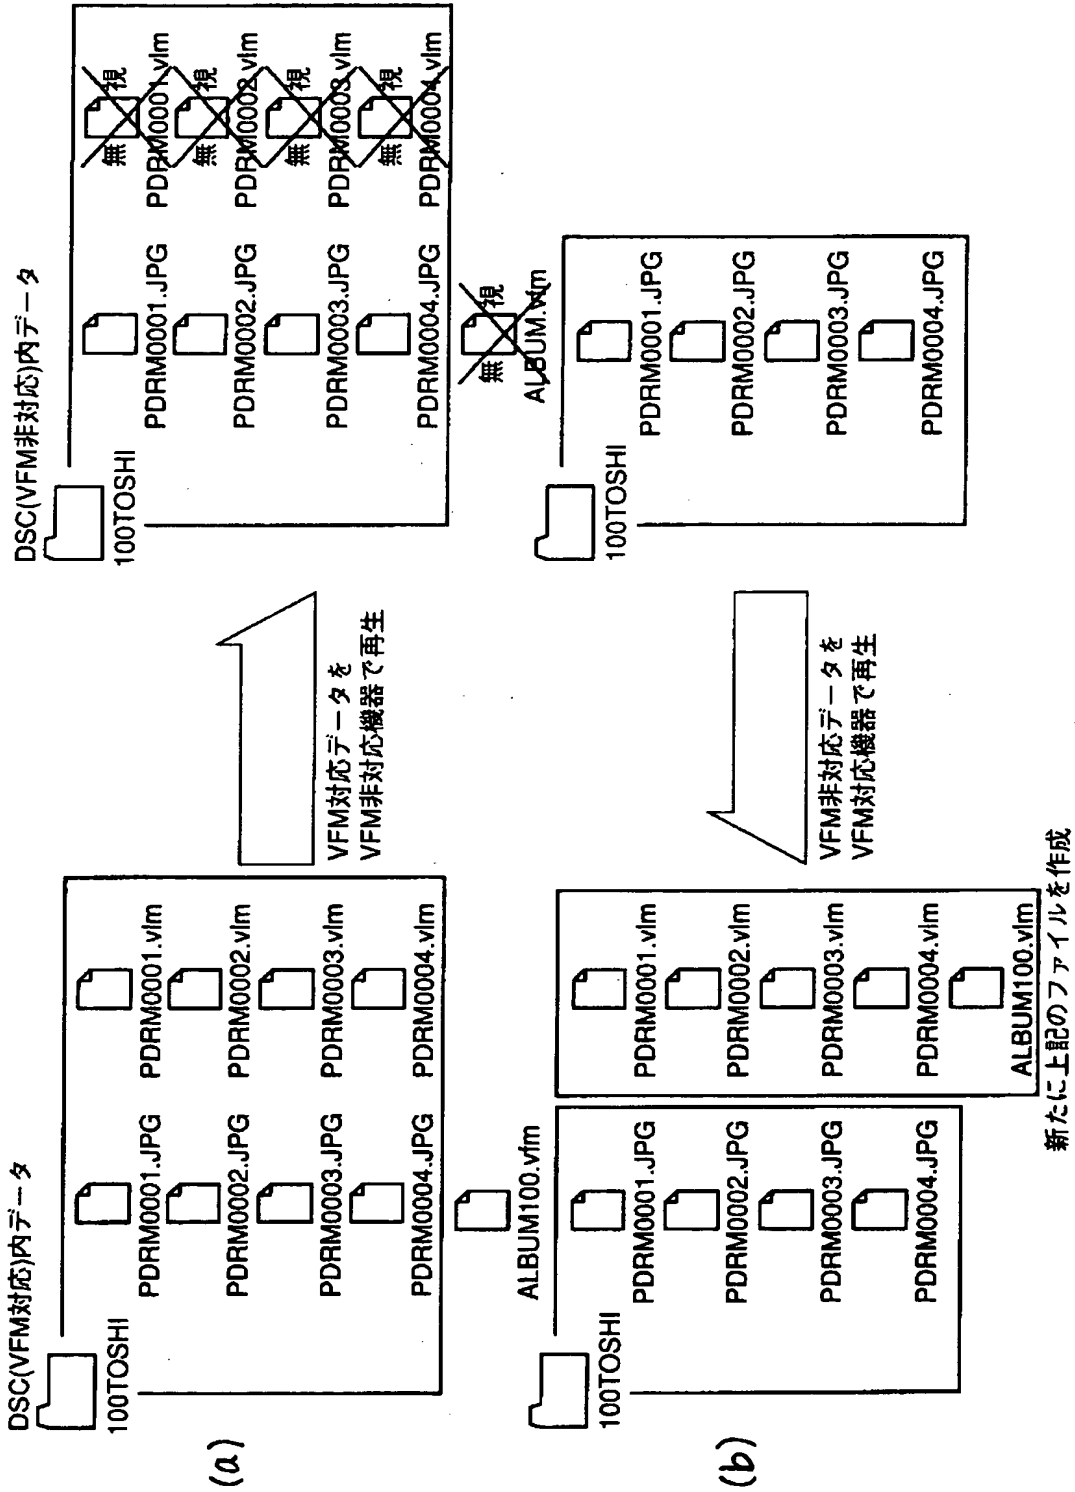 DSC(VFM対応)内データ
100TOSHI
(a)
PDRM0001.JPG
PDRM0002.JPG
PDRM0003.JPG
PDRM0004.JPG
PDRM0001.vlm
PDRM0002.vlm
PDRM0003.vlm
PDRM0004.vlm
ALBUM100.vfm
VFM対応データを
VFM非対応機器で再生
DSC(VFM非対応)内データ
100TOSHI
PDRM0001.JPG
PDRM0002.JPG
PDRM0003.JPG
PDRM0004.JPG
無視
PDRM0001.vlm
無視
PDRM0002.vlm
無視
PDRM0003.vlm
無視
PDRM0004.vlm
無視
ALBUM.vfm
(b)
100TOSHI
PDRM0001.JPG
PDRM0002.JPG
PDRM0003.JPG
PDRM0004.JPG
PDRM0001.vlm
PDRM0002.vlm
PDRM0003.vlm
PDRM0004.vlm
ALBUM100.vlm
新たに上記のファイルを作成
VFM非対応データを
VFM対応機器で再生
100TOSHI
PDRM0001.JPG
PDRM0002.JPG
PDRM0003.JPG
PDRM0004.JPG